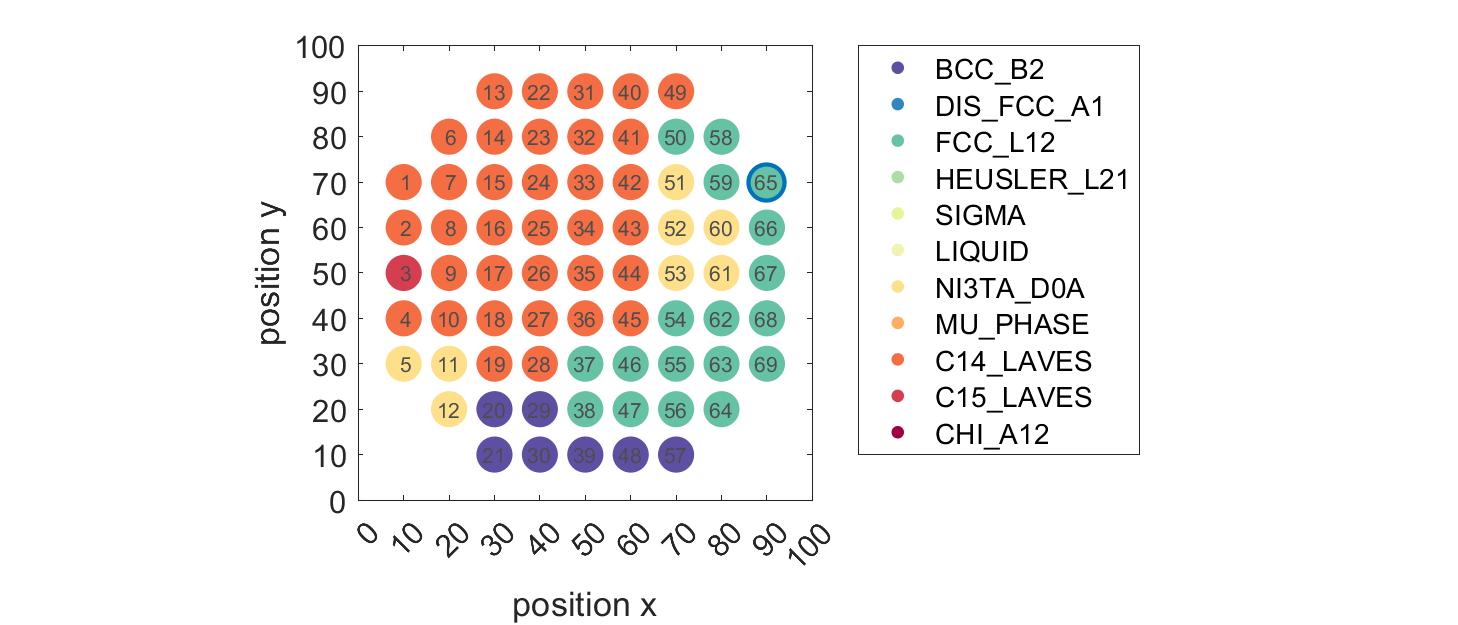 100
90
80
70
60
50
40
30
20
10
0
position y
13 22 31 40 49
6 14 23 32 41 50 58
1 7 15 24 33 42 51 59 65
2 8 16 25 34 43 52 60 66
3 9 17 26 35 44 53 61 67
4 10 18 27 36 45 54 62 68
5 11 19 28 37 46 55 63 69
12 20 29 38 47 56 64
21 30 39 48 57
0 10 20 30 40 50 60 70 80 90 100
position x
BCC_B2
DIS_FCC_A1
FCC_L12
HEUSLER_L21
SIGMA
LIQUID
NI3TA_D0A
MU_PHASE
C14_LAVES
C15_LAVES
CHI_A12